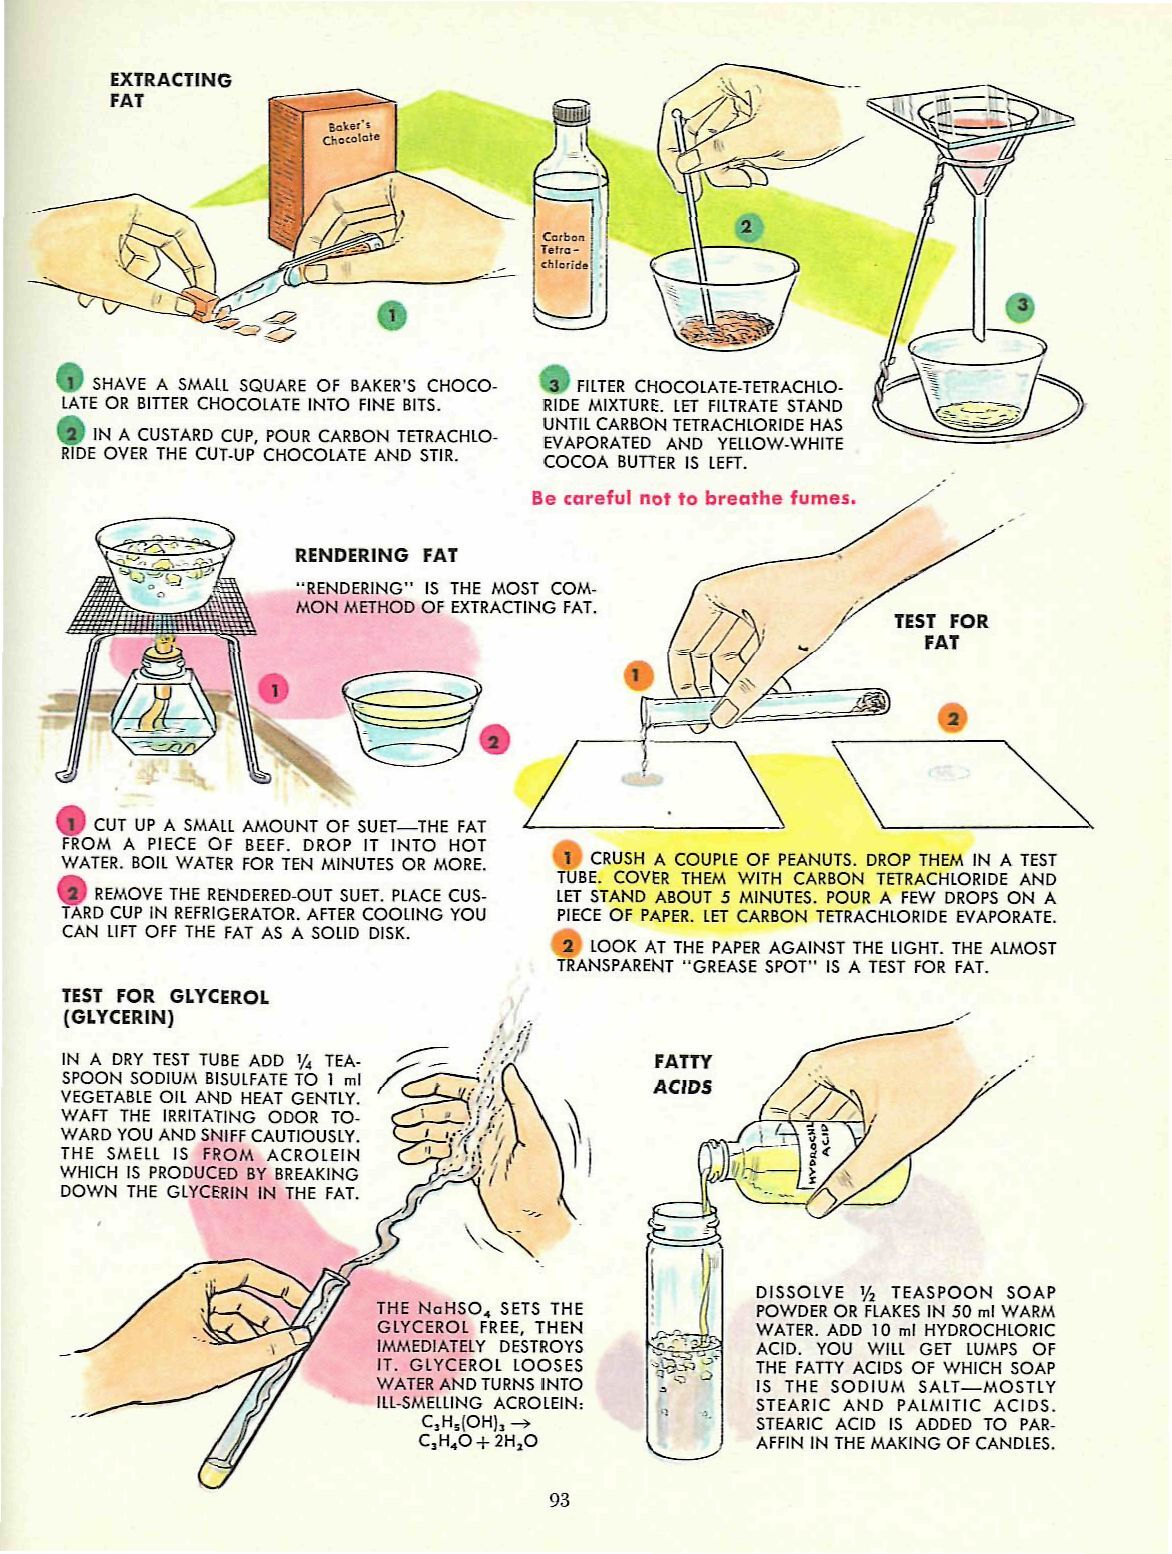 EXTRACTING
FAT
Baker's
Chocolate
Carbon
Tetra-
chloride
1
2
3
1 SHAVE A SMALL SQUARE OF BAKER'S CHOCO-
LATE OR BITTER CHOCOLATE INTO FINE BITS.
2 IN A CUSTARD CUP, POUR CARBON TETRACHLO-
RIDE OVER THE CUT-UP CHOCOLATE AND STIR.
3 FILTER CHOCOLATE-TETRACHLO-
RIDE MIXTURE. LET FILTRATE STAND
UNTIL CARBON TETRACHLORIDE HAS
EVAPORATED AND YELLOW-WHITE
COCOA BUTTER IS LEFT.
Be careful not to breathe fumes.
RENDERING FAT
"RENDERING" IS THE MOST COM-
MON METHOD OF EXTRACTING FAT.
1
2
1 CUT UP A SMALL AMOUNT OF SUET—THE FAT
FROM A PIECE OF BEEF. DROP IT INTO HOT
WATER. BOIL WATER FOR TEN MINUTES OR MORE.
2 REMOVE THE RENDERED-OUT SUET. PLACE CUS-
TARD CUP IN REFRIGERATOR. AFTER COOLING YOU
CAN LIFT OFF THE FAT AS A SOLID DISK.
TEST FOR
FAT
1
2
1 CRUSH A COUPLE OF PEANUTS. DROP THEM IN A TEST
TUBE. COVER THEM WITH CARBON TETRACHLORIDE AND
LET STAND ABOUT 5 MINUTES. POUR A FEW DROPS ON A
PIECE OF PAPER. LET CARBON TETRACHLORIDE EVAPORATE.
2 LOOK AT THE PAPER AGAINST THE LIGHT. THE ALMOST
TRANSPARENT "GREASE SPOT" IS A TEST FOR FAT.
TEST FOR GLYCEROL
(GLYCERIN)
IN A DRY TEST TUBE ADD ¼ TEA-
SPOON SODIUM BISULFATE TO 1 ml
VEGETABLE OIL AND HEAT GENTLY.
WAFT THE IRRITATING ODOR TO-
WARD YOU AND SNIFF CAUTIOUSLY.
THE SMELL IS FROM ACROLEIN
WHICH IS PRODUCED BY BREAKING
DOWN THE GLYCERIN IN THE FAT.
THE NaHSO₄ SETS THE
GLYCEROL FREE, THEN
IMMEDIATELY DESTROYS
IT. GLYCEROL LOOSES
WATER AND TURNS INTO
ILL-SMELLING ACROLEIN:
C₃H₅(OH)₃ →
C₃H₄O + 2H₂O
FATTY
ACIDS
HYDROCHL
ACID
DISSOLVE ½ TEASPOON SOAP
POWDER OR FLAKES IN 50 ml WARM
WATER. ADD 10 ml HYDROCHLORIC
ACID. YOU WILL GET LUMPS OF
THE FATTY ACIDS OF WHICH SOAP
IS THE SODIUM SALT—MOSTLY
STEARIC AND PALMITIC ACIDS.
STEARIC ACID IS ADDED TO PAR-
AFFIN IN THE MAKING OF CANDLES.
93